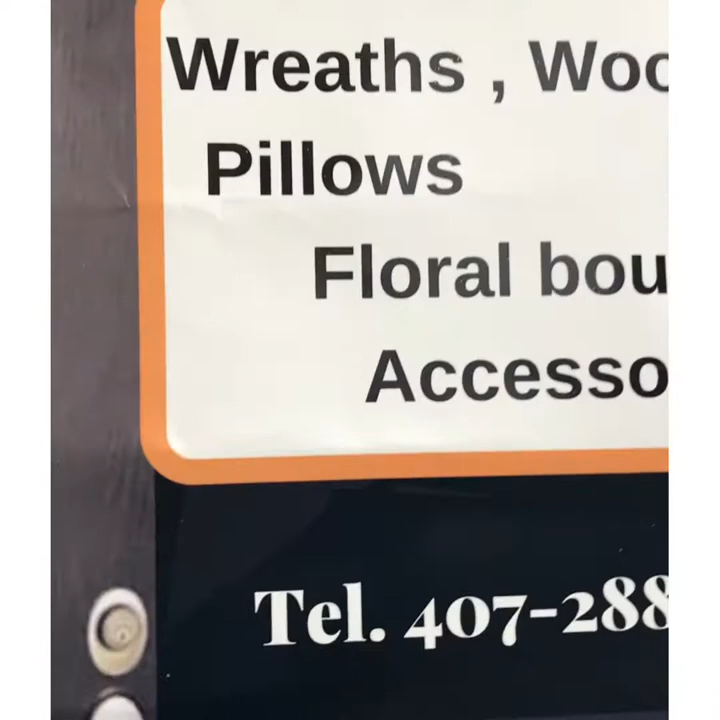 Wreaths , Woo
Pillows
Floral bou
Accesso
Tel. 407-288